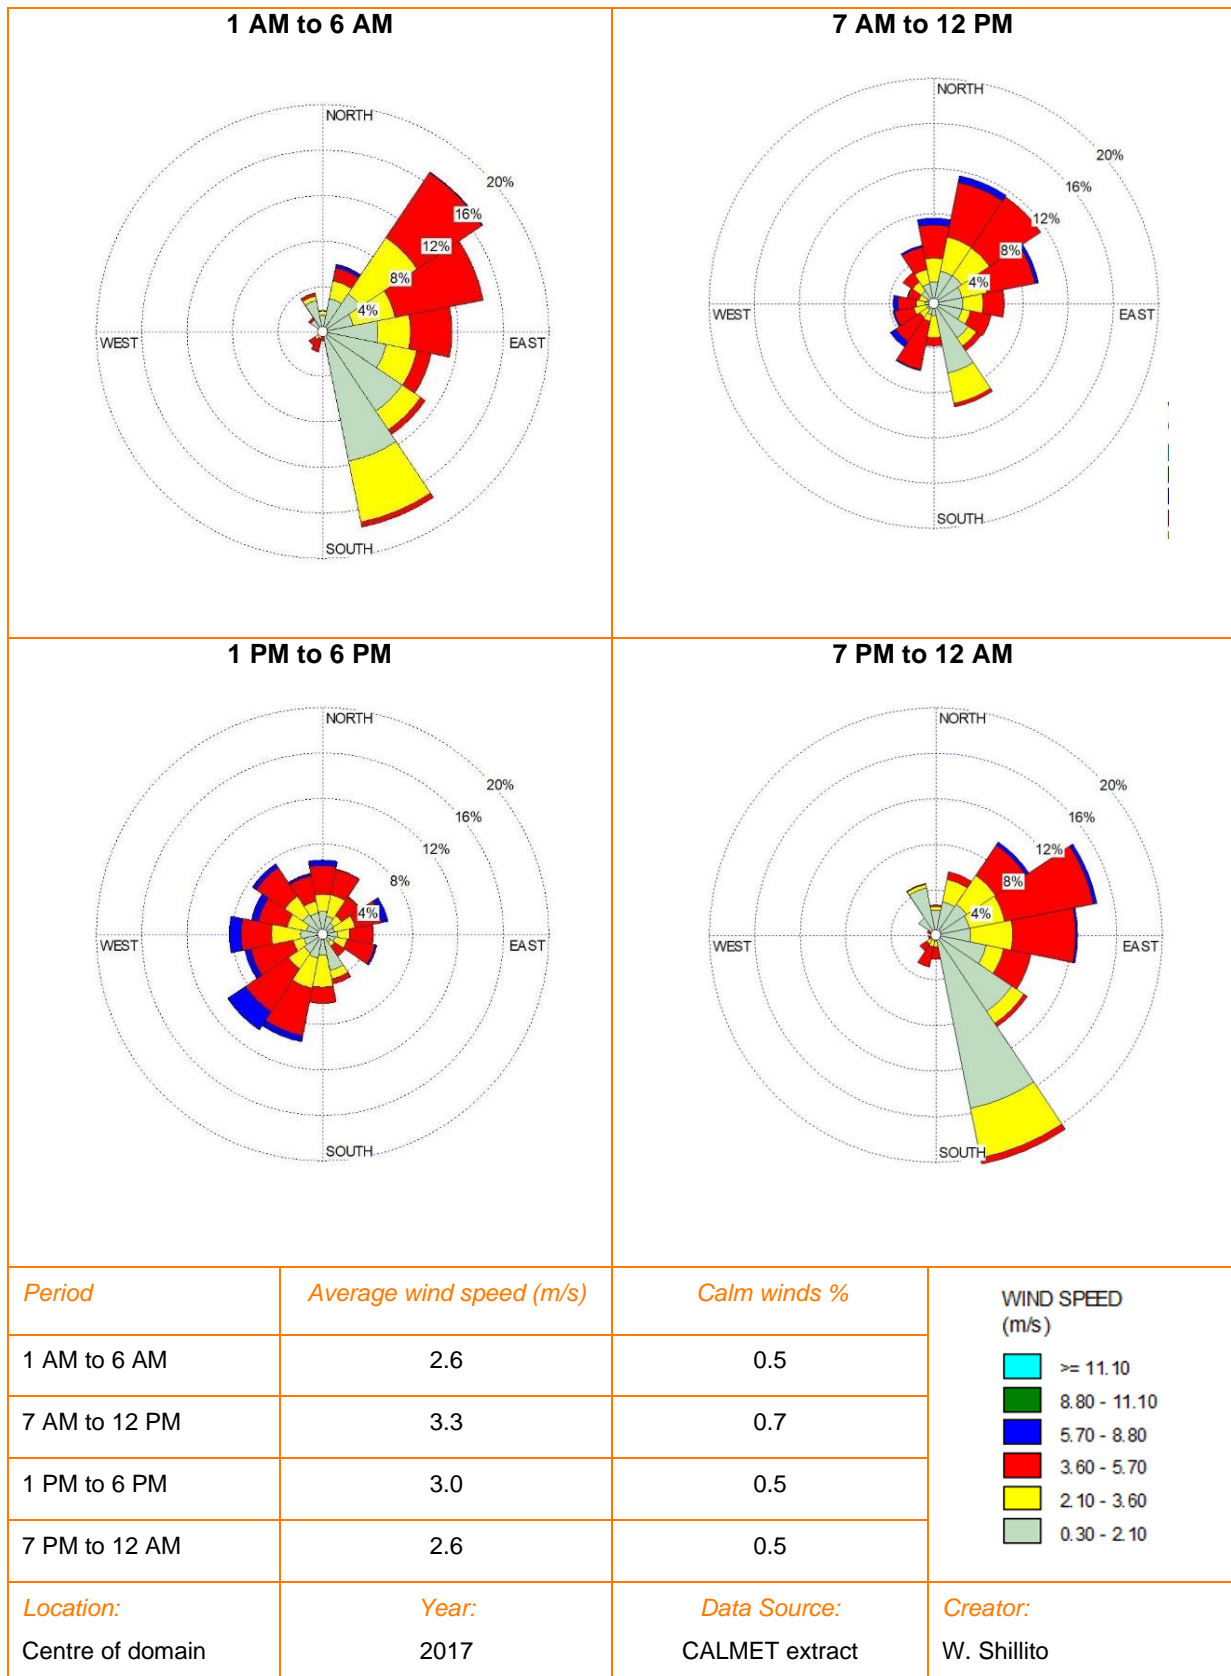 1 AM to 6 AM
NORTH
20%
16%
12%
8%
4%
WEST
EAST
SOUTH
7 AM to 12 PM
NORTH
20%
16%
12%
8%
4%
WEST
EAST
SOUTH
1 PM to 6 PM
NORTH
20%
16%
12%
8%
4%
WEST
EAST
SOUTH
7 PM to 12 AM
NORTH
20%
16%
12%
8%
4%
WEST
EAST
SOUTH
Period Average wind speed (m/s) Calm winds %
1 AM to 6 AM 2.6 0.5
7 AM to 12 PM 3.3 0.7
1 PM to 6 PM 3.0 0.5
7 PM to 12 AM 2.6 0.5
WIND SPEED
(m/s)
>= 11.10
8.80 - 11.10
5.70 - 8.80
3.60 - 5.70
2.10 - 3.60
0.30 - 2.10
Location: Year: Data Source: Creator:
Centre of domain 2017 CALMET extract W. Shillito